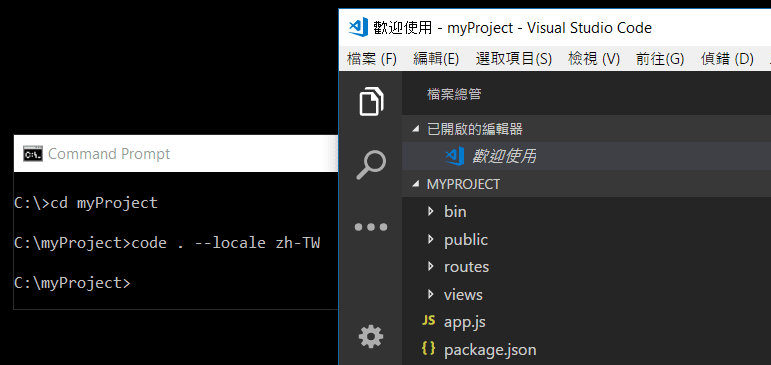 歡迎使用 - myProject - Visual Studio Code
檔案 (F) 編輯(E) 選取項目(S) 檢視 (V) 前往(G) 偵錯 (D)
檔案總管
已開啟的編輯器
歡迎使用
MYPROJECT
bin
public
routes
views
JS app.js
{ } package.json
Command Prompt
C:\>cd myProject
C:\myProject>code . --locale zh-TW
C:\myProject>